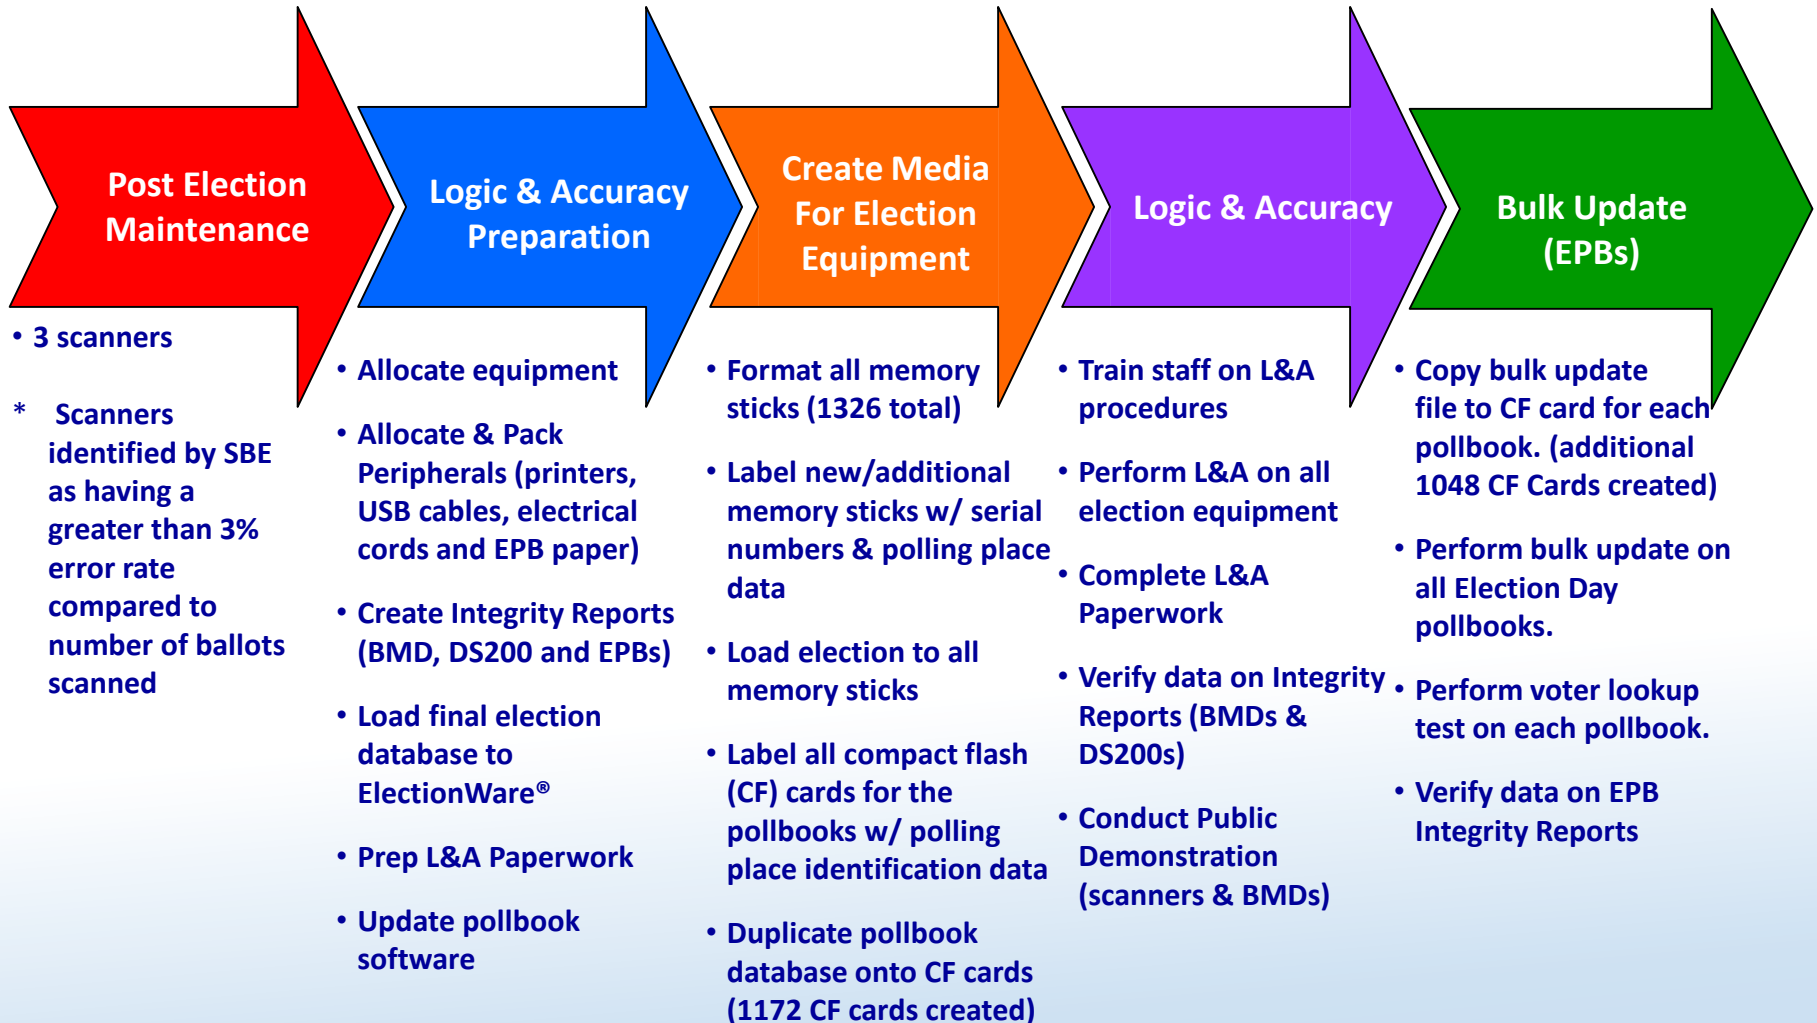 Post Election
Maintenance
Logic & Accuracy
Preparation
Create Media
For Election
Equipment
Logic & Accuracy
Bulk Update
(EPBs)
• 3 scanners
* Scanners
identified by SBE
as having a
greater than 3%
error rate
compared to
number of ballots
scanned
• Allocate equipment
• Allocate & Pack
Peripherals (printers,
USB cables, electrical
cords and EPB paper)
• Create Integrity Reports
(BMD, DS200 and EPBs)
• Load final election
database to
ElectionWare®
• Prep L&A Paperwork
• Update pollbook
software
• Format all memory
sticks (1326 total)
• Label new/additional
memory sticks w/ serial
numbers & polling place
data
• Load election to all
memory sticks
• Label all compact flash
(CF) cards for the
pollbooks w/ polling
place identification data
• Duplicate pollbook
database onto CF cards
(1172 CF cards created)
• Train staff on L&A
procedures
• Perform L&A on all
election equipment
• Complete L&A
Paperwork
• Verify data on Integrity
Reports (BMDs &
DS200s)
• Conduct Public
Demonstration
(scanners & BMDs)
• Copy bulk update
file to CF card for each
pollbook. (additional
1048 CF Cards created)
• Perform bulk update on
all Election Day
pollbooks.
• Perform voter lookup
test on each pollbook.
• Verify data on EPB
Integrity Reports